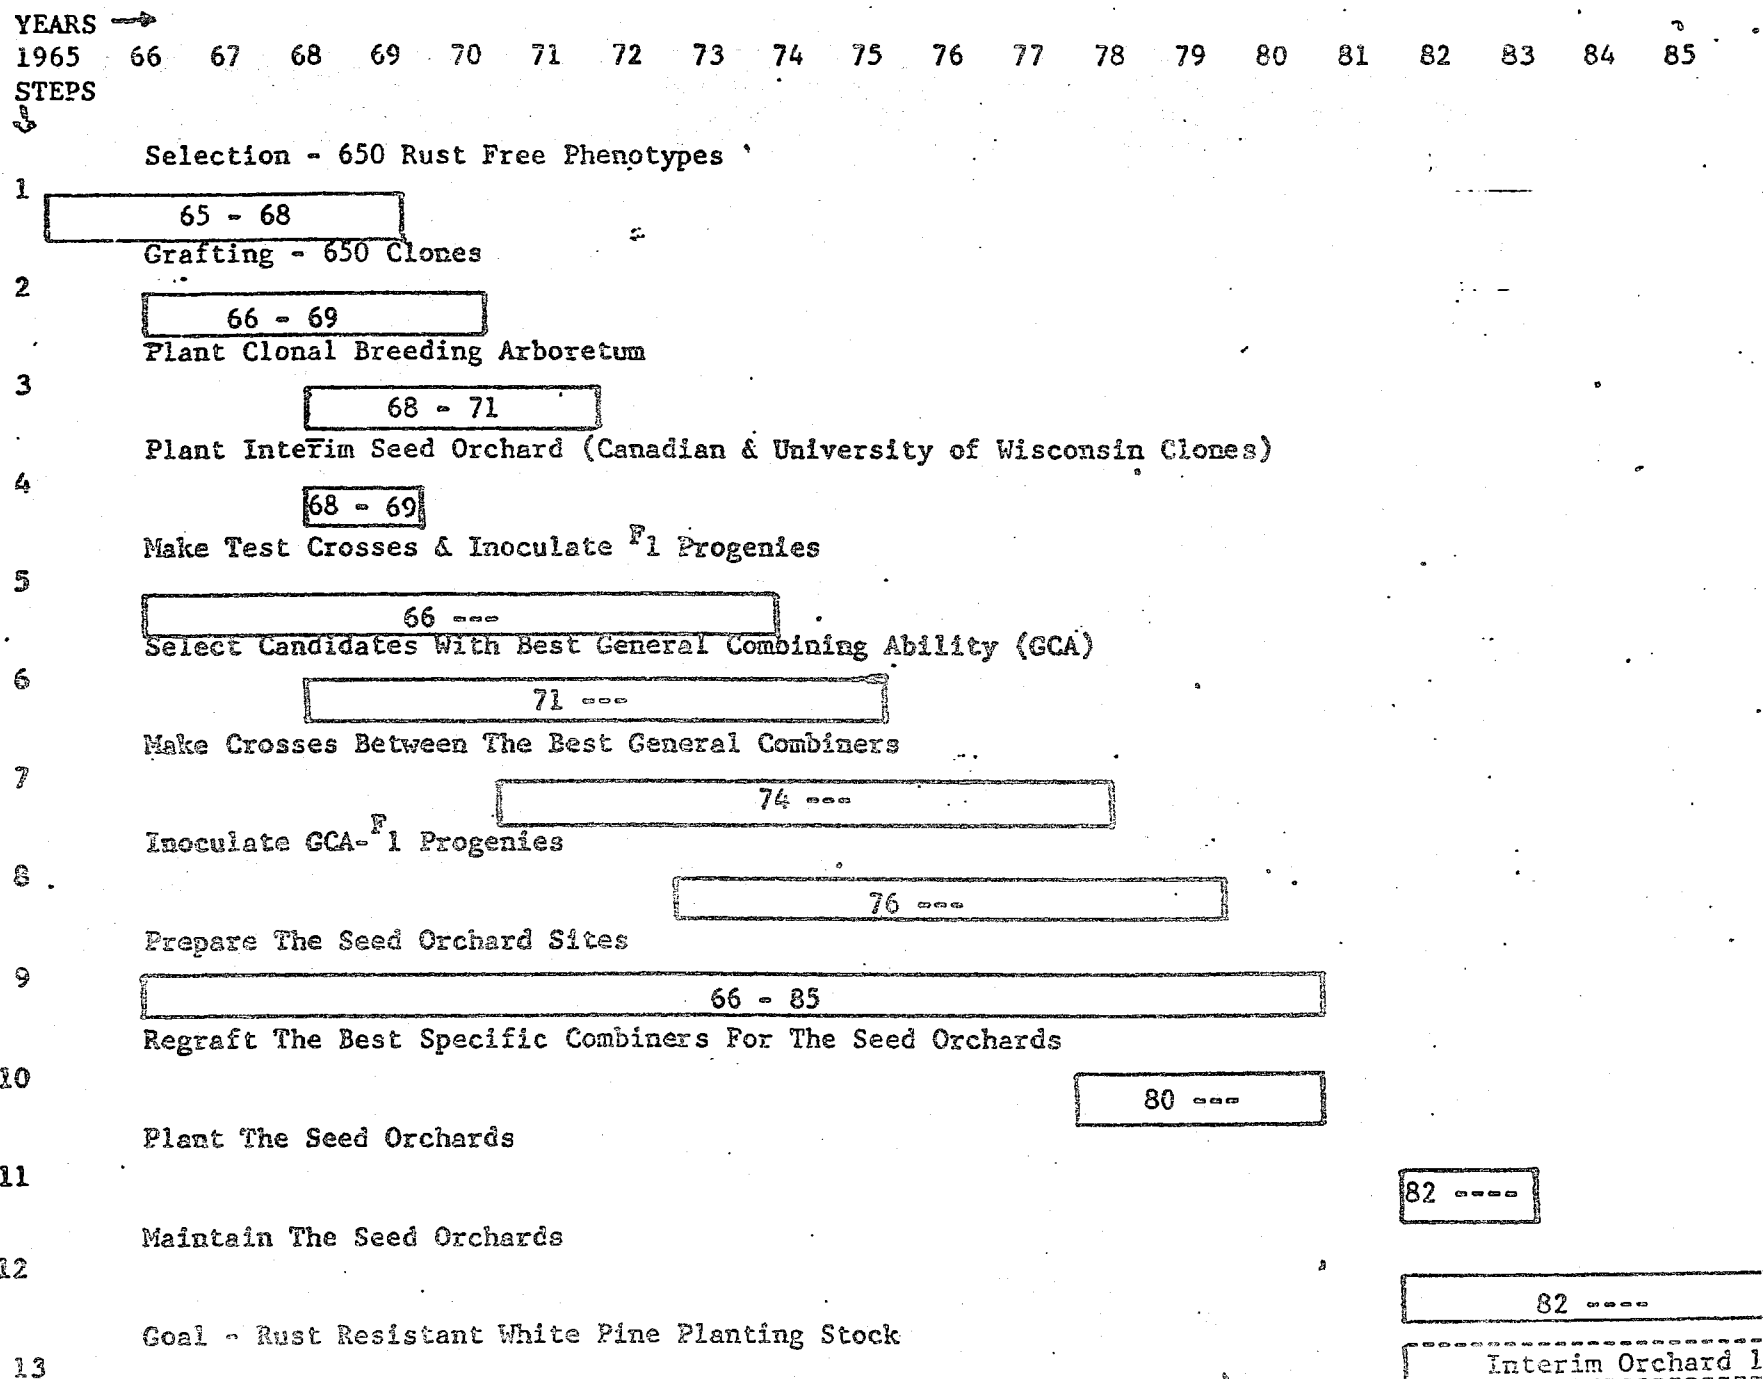 YEARS →
1965 66 67 68 69 70 71 72 73 74 75 76 77 78 79 80 81 82 83 84 85
STEPS
↓
Selection - 650 Rust Free Phenotypes
1
65 - 68
Grafting - 650 Clones
2
66 - 69
Plant Clonal Breeding Arboretum
3
68 - 71
Plant Interim Seed Orchard (Canadian & University of Wisconsin Clones)
4
68 - 69
Make Test Crosses & Inoculate F1 Progenies
5
66 ---
Select Candidates With Best General Combining Ability (GCA)
6
71 ---
Make Crosses Between The Best General Combiners
7
74 ---
Inoculate GCA-F1 Progenies
8
76 ---
Prepare The Seed Orchard Sites
9
66 - 85
Regraft The Best Specific Combiners For The Seed Orchards
10
80 ---
Plant The Seed Orchards
11
82 ----
Maintain The Seed Orchards
12
82 ----
Goal - Rust Resistant White Pine Planting Stock
13
Interim Orchard